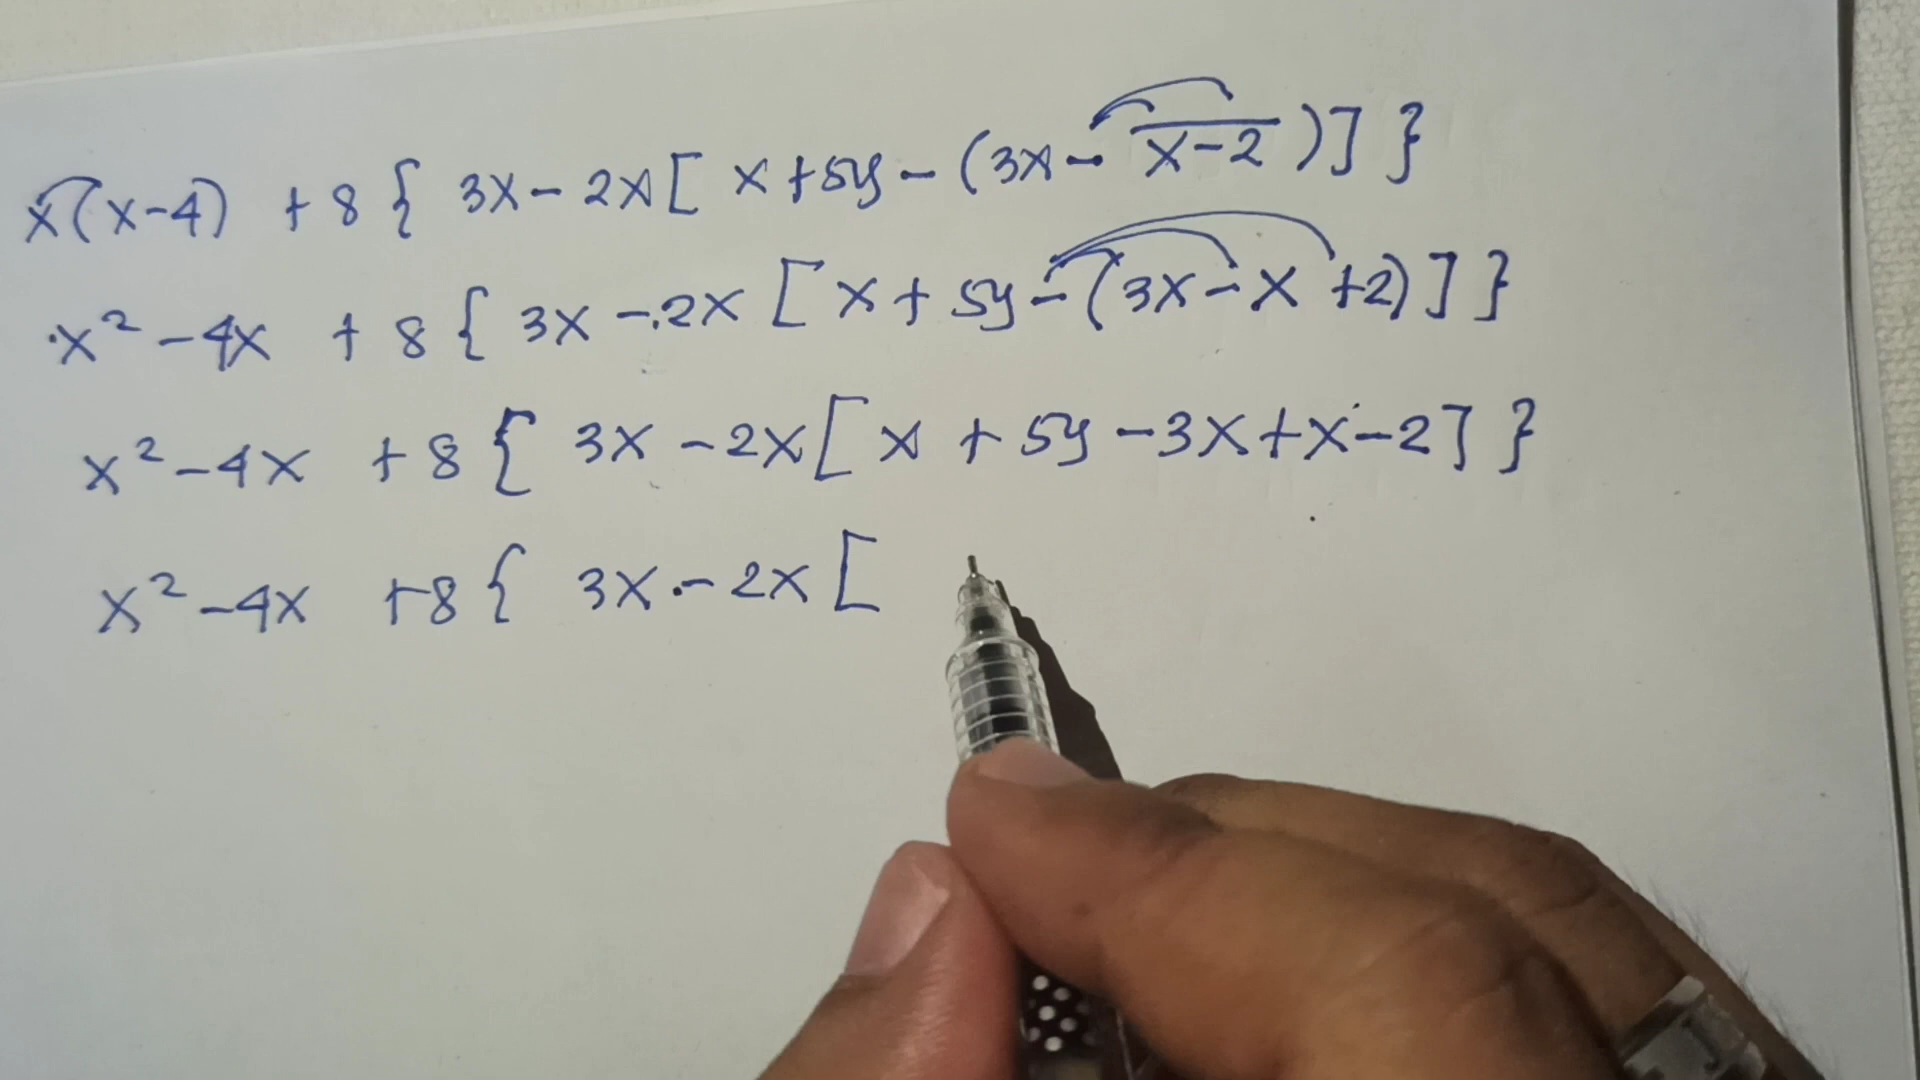 x(x-4) + 8 { 3x - 2x [ x + 5y - (3x - x̅-̅2̅ ) ] }
x² - 4x + 8 { 3x - 2x [ x + 5y - (3x - x + 2) ] }
x² - 4x + 8 { 3x - 2x [ x + 5y - 3x + x - 2 ] }
x² - 4x + 8 { 3x - 2x [